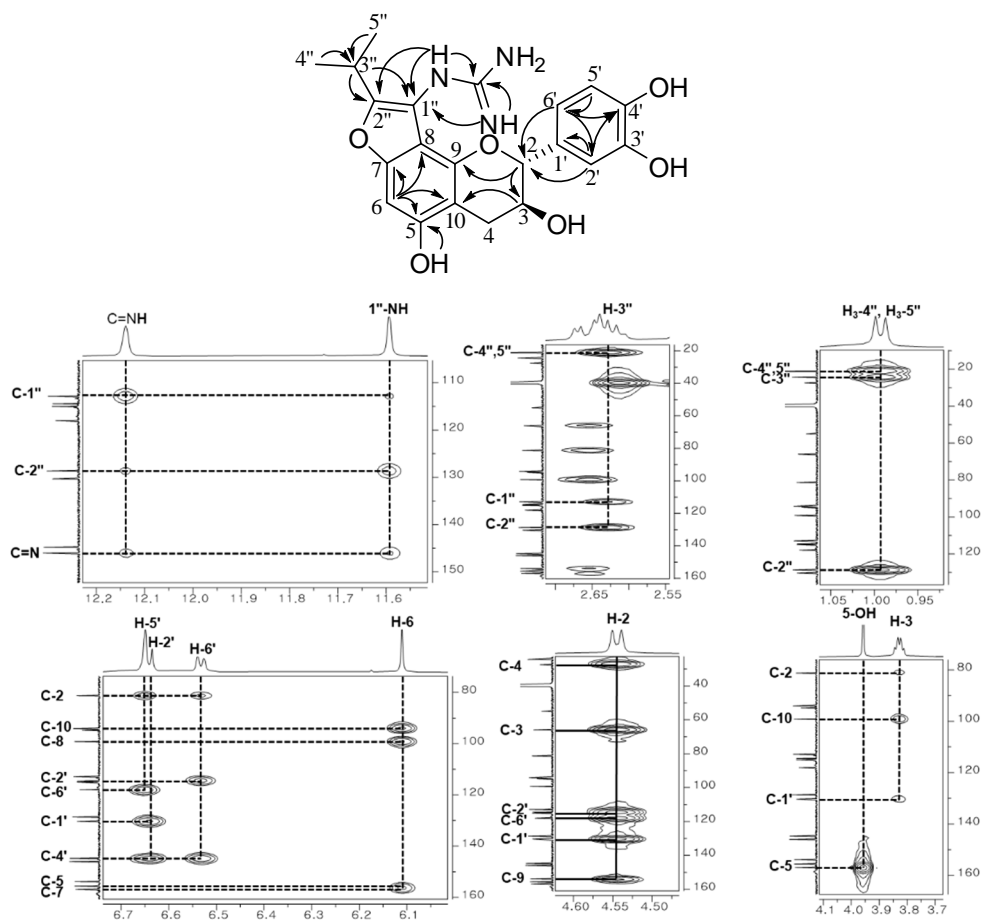 5''
4''
3''
H
N
NH2
1''
2''
NH
O
O
7
8
9
2
6
5
10
4
3
OH
OH
6'
5'
4'
3'
2'
1'
OH
OH
C=NH
1''-NH
C-1''
C-2''
C=N
110
120
130
140
150
12.2 12.1 12.0 11.9 11.8 11.7 11.6
H-3''
C-4'',5''
C-1''
C-2''
20
40
60
80
100
120
140
160
2.65 2.55
H3-4'', H3-5''
C-4'',5''
C-3''
C-2''
20
40
60
80
100
120
1.05 1.00 0.95
H-5'
H-2'
H-6'
H-6
C-2
C-10
C-8
C-2'
C-6'
C-1'
C-4'
C-5
C-7
80
100
120
140
160
6.7 6.6 6.5 6.4 6.3 6.2 6.1
H-2
C-4
C-3
C-2'
C-6'
C-1'
C-9
40
60
80
100
120
140
160
4.60 4.55 4.50
5-OH
H-3
C-2
C-10
C-1'
C-5
80
100
120
140
160
4.1 4.0 3.9 3.8 3.7